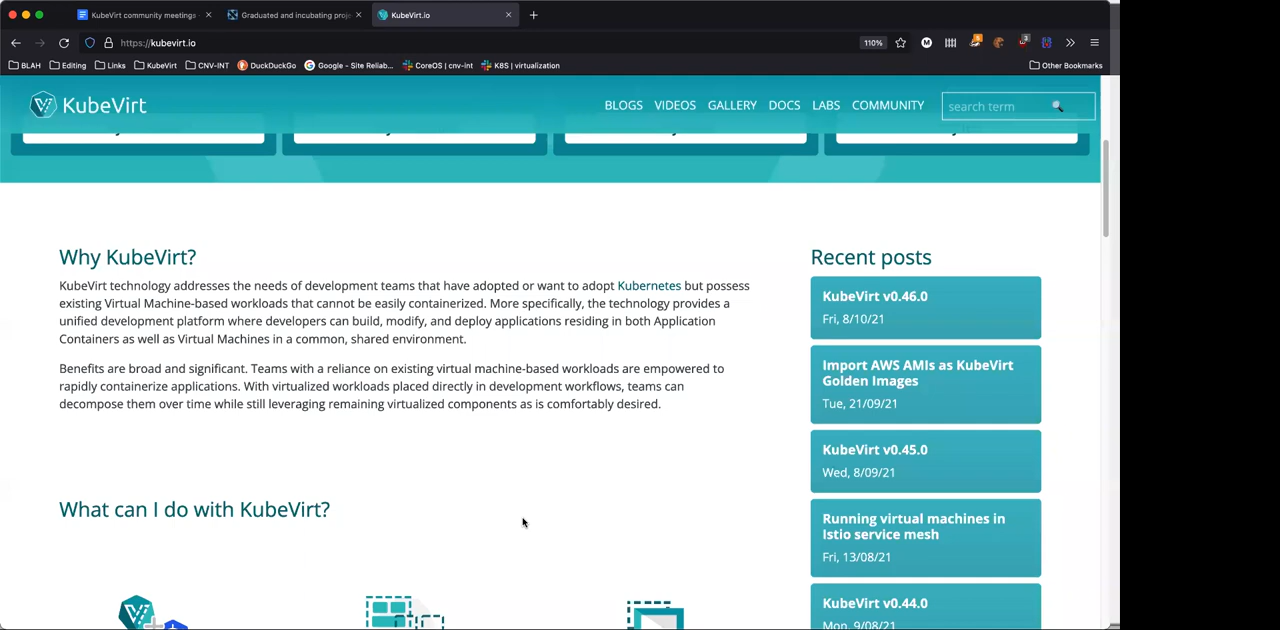 KubeVirt community meetings
Graduated and incubating proje
KubeVirt.io
https://kubevirt.io
110%
BLAH
Editing
Links
KubeVirt
CNV-INT
DuckDuckGo
Google - Site Reliab...
CoreOS | cnv-int
K8S | virtualization
Other Bookmarks
KubeVirt
BLOGS
VIDEOS
GALLERY
DOCS
LABS
COMMUNITY
search term
Why KubeVirt?
KubeVirt technology addresses the needs of development teams that have adopted or want to adopt Kubernetes but possess
existing Virtual Machine-based workloads that cannot be easily containerized. More specifically, the technology provides a
unified development platform where developers can build, modify, and deploy applications residing in both Application
Containers as well as Virtual Machines in a common, shared environment.
Benefits are broad and significant. Teams with a reliance on existing virtual machine-based workloads are empowered to
rapidly containerize applications. With virtualized workloads placed directly in development workflows, teams can
decompose them over time while still leveraging remaining virtualized components as is comfortably desired.
What can I do with KubeVirt?
Recent posts
KubeVirt v0.46.0
Fri, 8/10/21
Import AWS AMIs as KubeVirt
Golden Images
Tue, 21/09/21
KubeVirt v0.45.0
Wed, 8/09/21
Running virtual machines in
Istio service mesh
Fri, 13/08/21
KubeVirt v0.44.0
Mon, 9/08/21